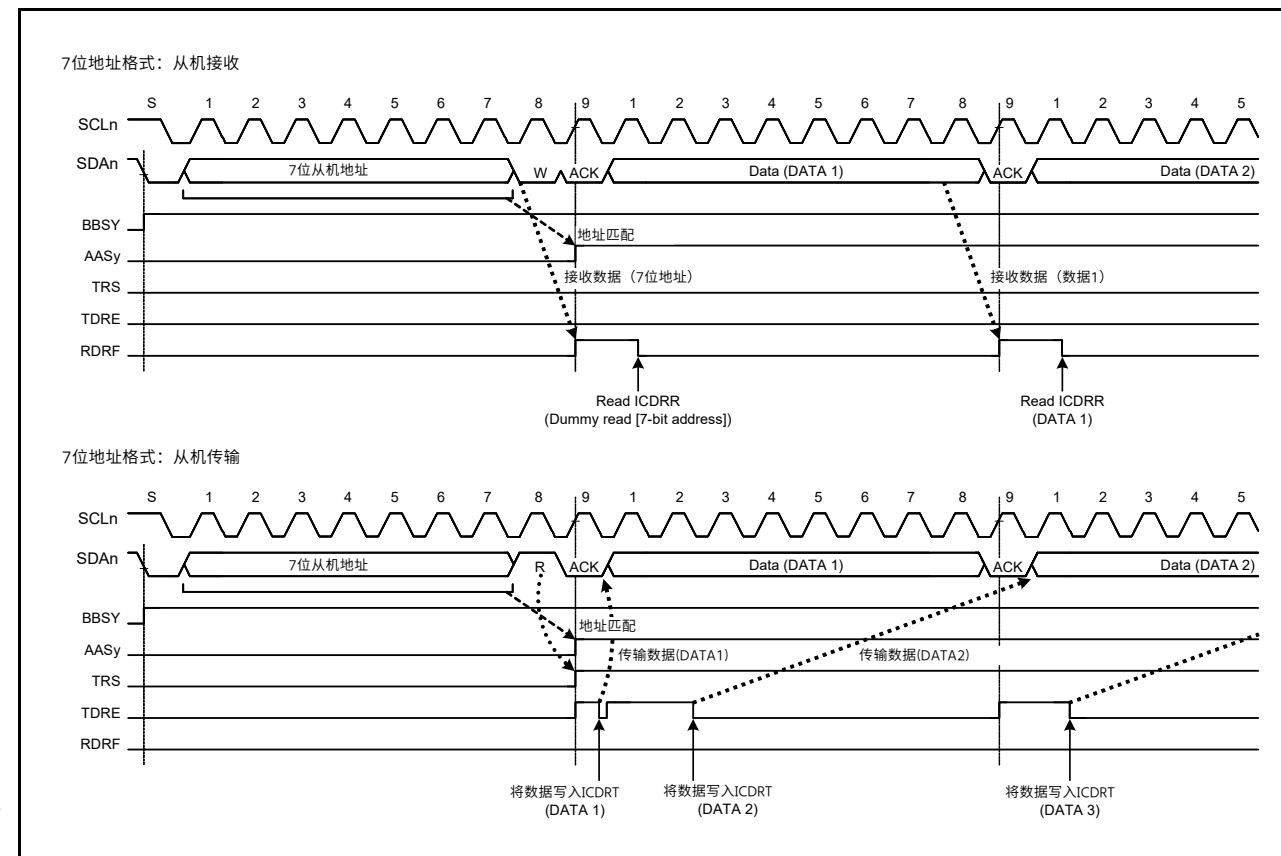 7位地址格式：从机接收
S 1 2 3 4 5 6 7 8 9 1 2 3 4 5 6 7 8 9 1 2 3 4 5
SCLn
SDAn 7位从机地址 W ACK Data (DATA 1) ACK Data (DATA 2)
BBSY
地址匹配
AASy
接收数据（7位地址） 接收数据（数据1）
TRS
TDRE
RDRF
Read ICDRR Read ICDRR
(Dummy read [7-bit address]) (DATA 1)
7位地址格式：从机传输
S 1 2 3 4 5 6 7 8 9 1 2 3 4 5 6 7 8 9 1 2 3 4 5
SCLn
SDAn 7位从机地址 R ACK Data (DATA 1) ACK Data (DATA 2)
BBSY
地址匹配
AASy
传输数据(DATA1) 传输数据(DATA2)
TRS
TDRE
RDRF
将数据写入ICDRT 将数据写入ICDRT 将数据写入ICDRT
(DATA 1) (DATA 2) (DATA 3)